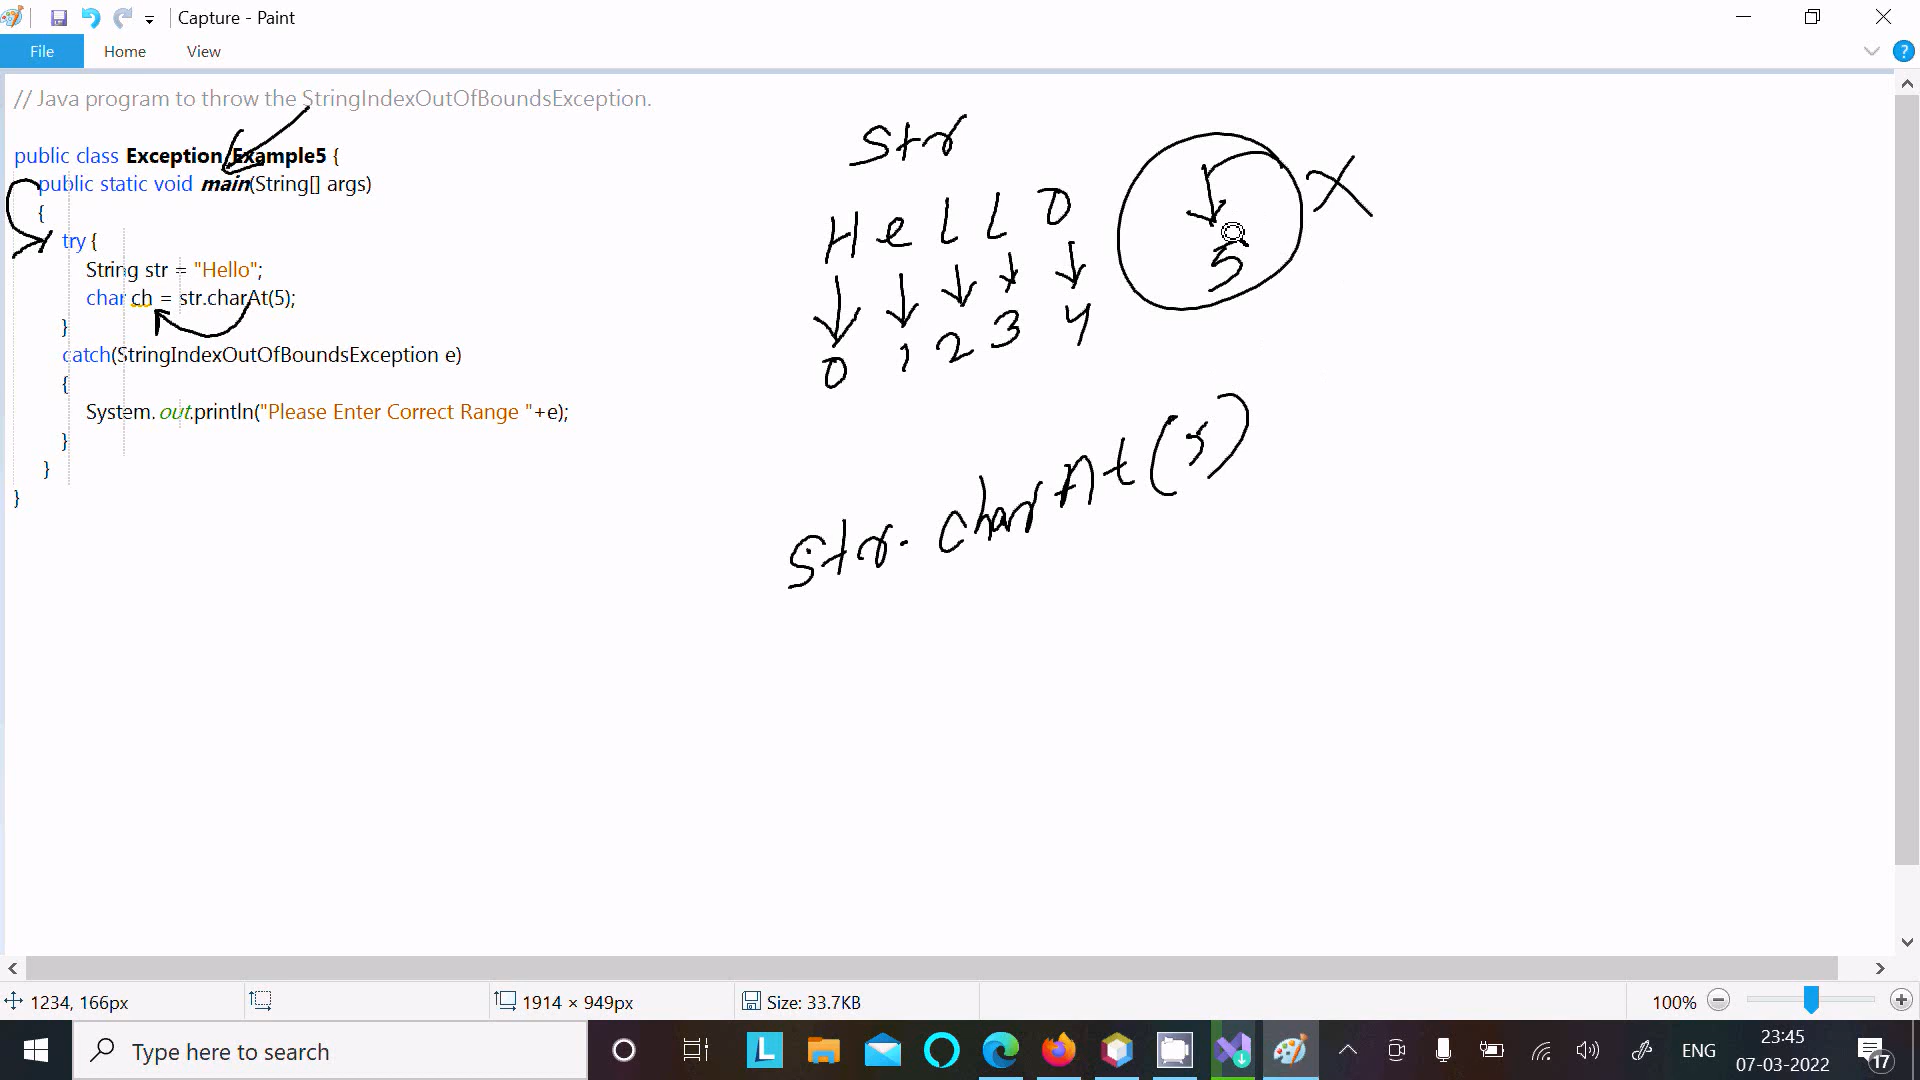 Capture - Paint
File Home View
// Java program to throw the StringIndexOutOfBoundsException.
public class Exception_Example5 {
public static void main(String[] args)
{
try {
String str = "Hello";
char ch = str.charAt(5);
}
catch(StringIndexOutOfBoundsException e)
{
System.out.println("Please Enter Correct Range "+e);
}
}
}
Str
HeLLO
0 1 2 3 4 5 X
Str.charAt(5)
1234, 166px
1914 × 949px
Size: 33.7KB
100%
Type here to search
ENG
23:45
07-03-2022
17